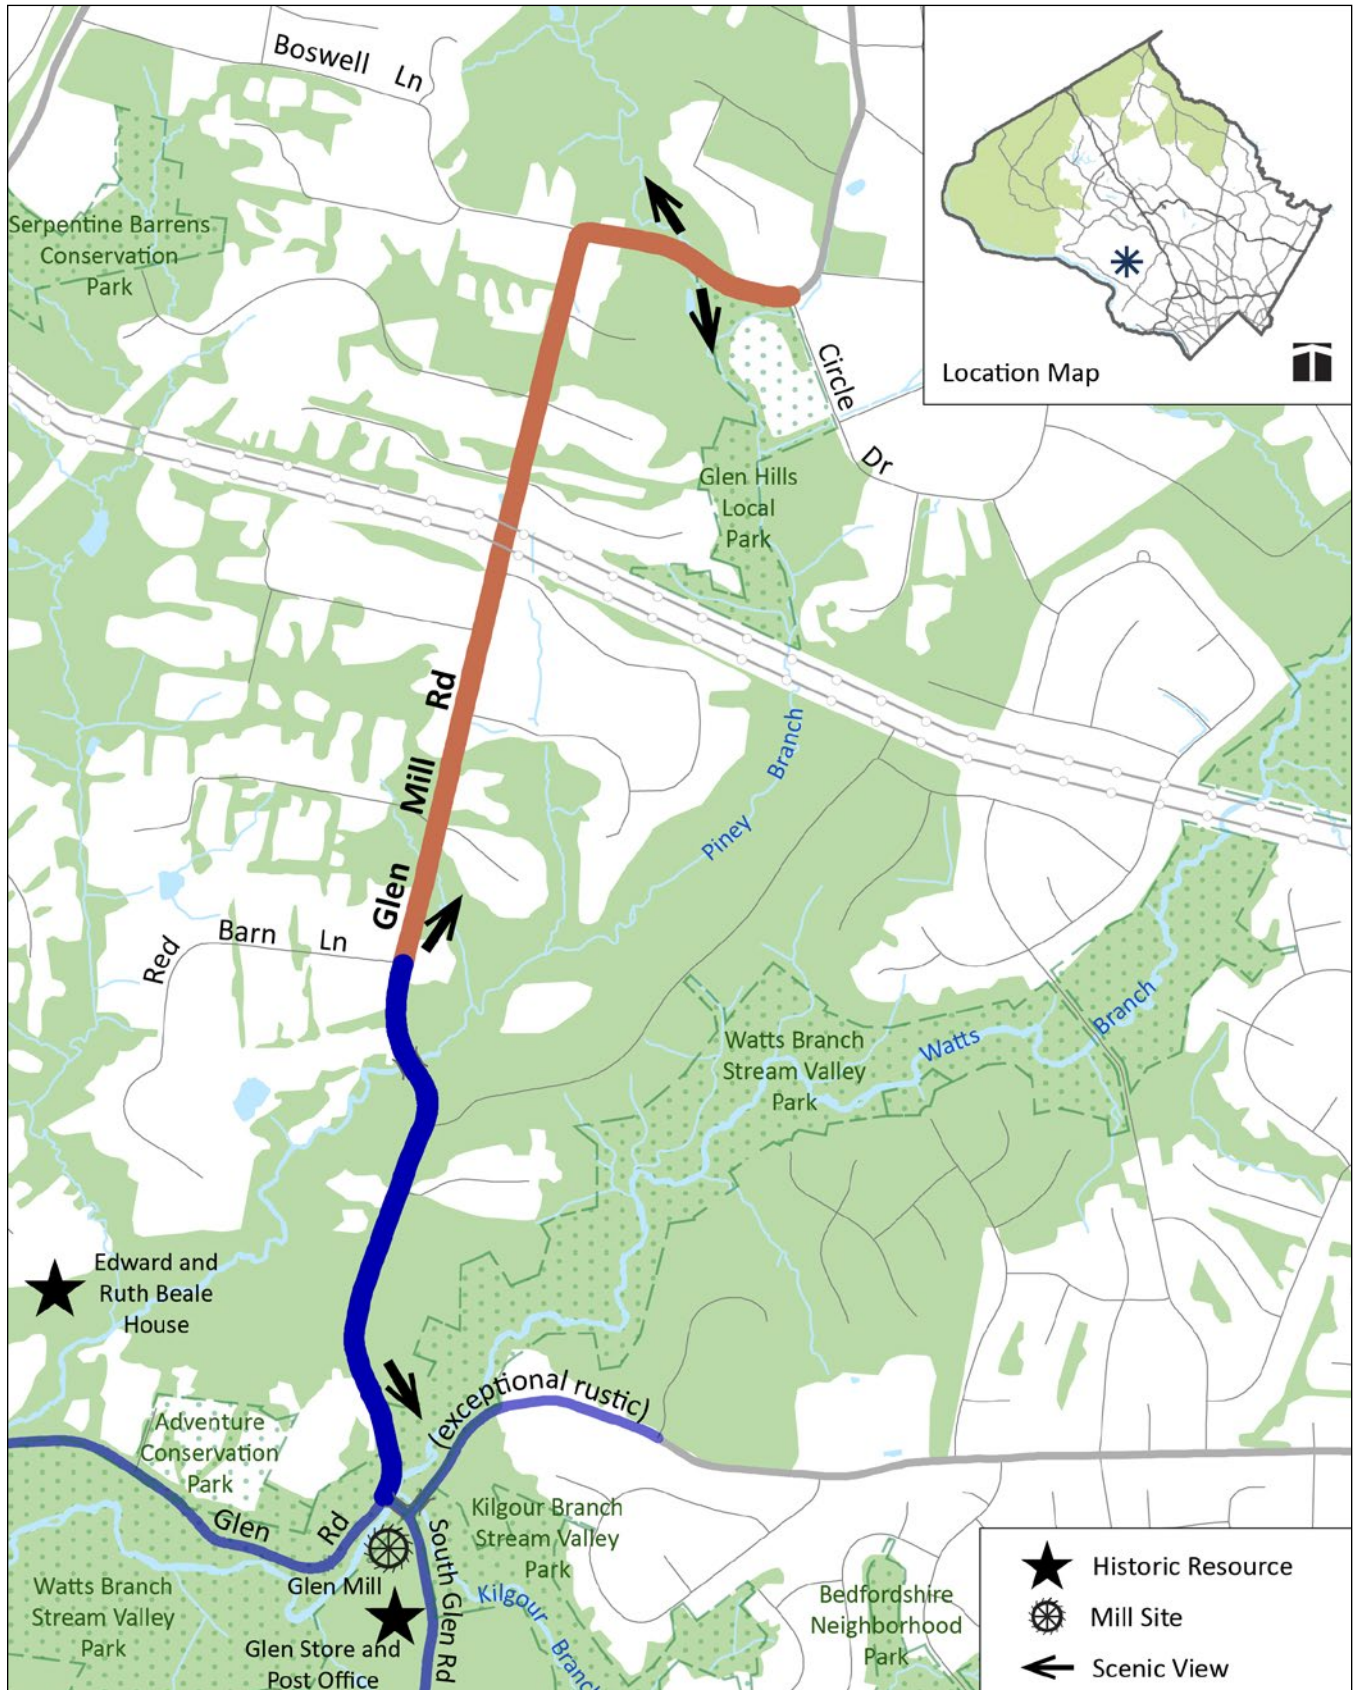 Boswell Ln
Serpentine Barrens
Conservation
Park
Location Map
Circle
Dr
Glen Hills
Local
Park
Glen Mill Rd
Piney Branch
Red Barn Ln
Watts Branch
Watts Branch
Stream Valley
Park
Edward and
Ruth Beale
House
(exceptional rustic)
Adventure
Conservation
Park
Glen Rd
Kilgour Branch
Stream Valley
Park
South Glen Rd
Glen Mill
Watts Branch
Stream Valley
Park
Kilgour Branch
Glen Store and
Post Office
Bedfordshire
Neighborhood
Park
Historic Resource
Mill Site
Scenic View